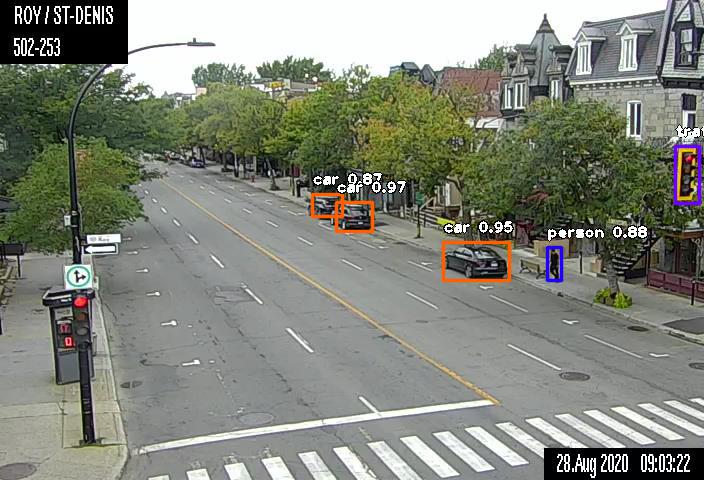 ROY / ST-DENIS
502-253
car 0.87
car 0.97
car 0.95
person 0.88
traf
28.Aug 2020 09:03:22